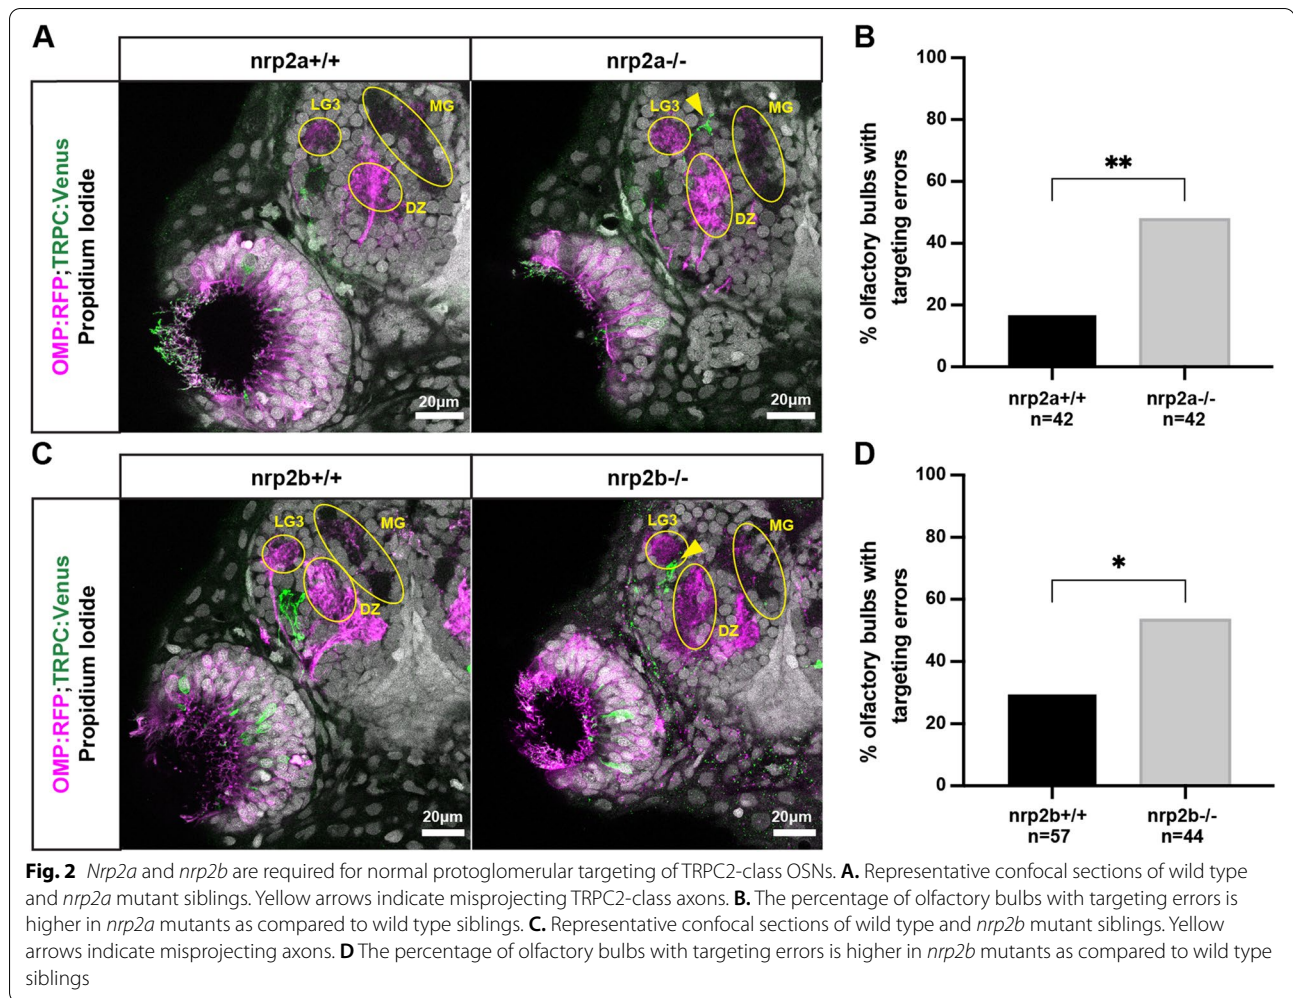 A
nrp2a+/+
nrp2a-/-
OMP:RFP;TRPC:Venus
Propidium Iodide
LG3
MG
DZ
20µm
LG3
MG
DZ
20µm
B
% olfactory bulbs with
targeting errors
100
80
60
40
20
0
**
nrp2a+/+
n=42
nrp2a-/-
n=42
C
nrp2b+/+
nrp2b-/-
OMP:RFP;TRPC:Venus
Propidium Iodide
LG3
MG
DZ
20µm
LG3
MG
DZ
20µm
D
% olfactory bulbs with
targeting errors
100
80
60
40
20
0
*
nrp2b+/+
n=57
nrp2b-/-
n=44
Fig. 2 Nrp2a and nrp2b are required for normal protoglomerular targeting of TRPC2-class OSNs. A. Representative confocal sections of wild type
and nrp2a mutant siblings. Yellow arrows indicate misprojecting TRPC2-class axons. B. The percentage of olfactory bulbs with targeting errors is
higher in nrp2a mutants as compared to wild type siblings. C. Representative confocal sections of wild type and nrp2b mutant siblings. Yellow
arrows indicate misprojecting axons. D The percentage of olfactory bulbs with targeting errors is higher in nrp2b mutants as compared to wild type
siblings